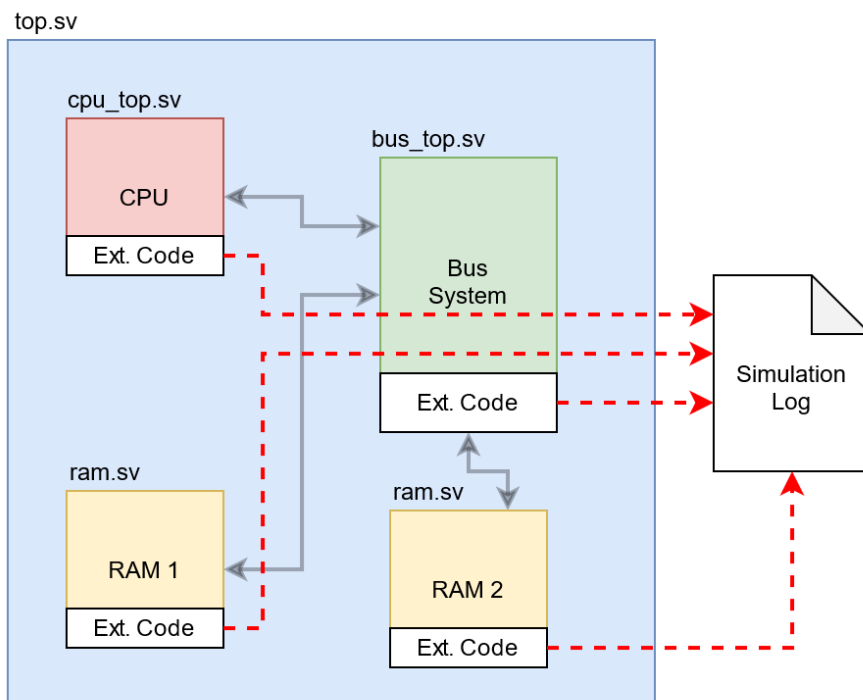 top.sv
cpu_top.sv
CPU
Ext. Code
bus_top.sv
Bus
System
Ext. Code
Simulation
Log
ram.sv
RAM 1
Ext. Code
ram.sv
RAM 2
Ext. Code